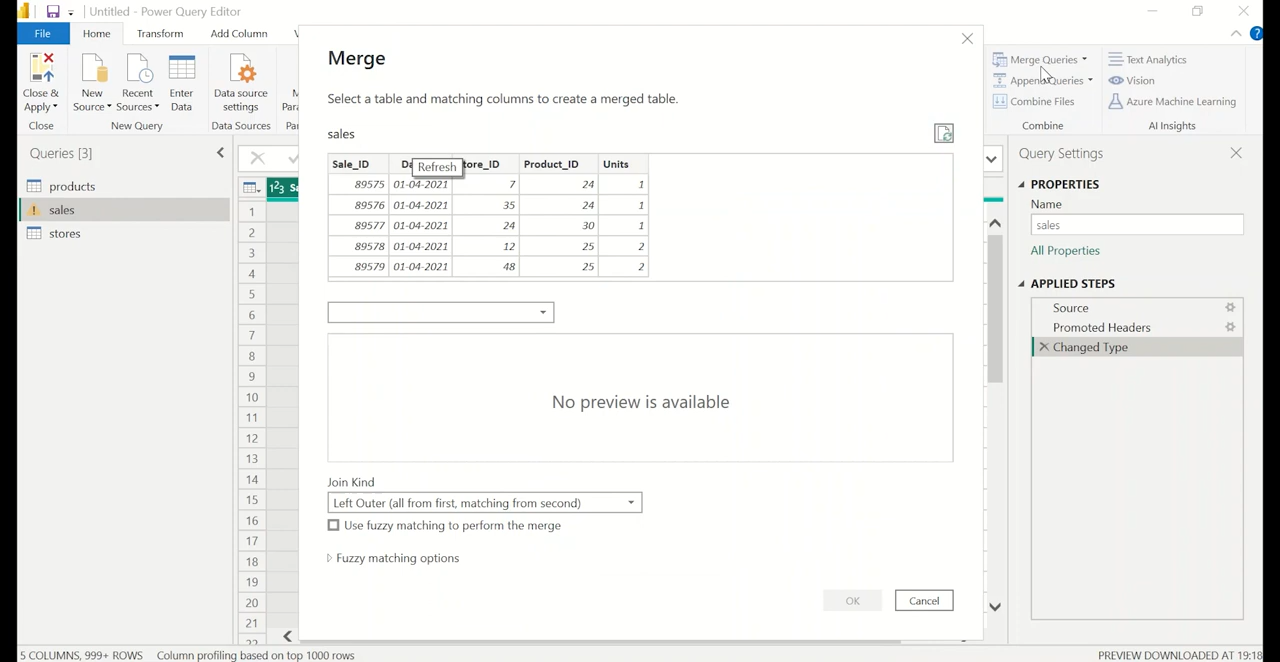 Untitled - Power Query Editor
File Home Transform Add Column V
Close & Apply
New Source
Recent Sources
Enter Data
Data source settings
Close
New Query
Data Sources
Merge Queries
Append Queries
Combine Files
Combine
Text Analytics
Vision
Azure Machine Learning
AI Insights
Queries [3]
products
sales
stores
1
2
3
4
5
6
7
8
9
10
11
12
13
14
15
16
17
18
19
20
21
22
Merge
Select a table and matching columns to create a merged table.
sales
Refresh
Sale_ID Product_ID Units
89575 01-04-2021 7 24 1
89576 01-04-2021 35 24 1
89577 01-04-2021 24 30 1
89578 01-04-2021 12 25 2
89579 01-04-2021 48 25 2
No preview is available
Join Kind
Left Outer (all from first, matching from second)
Use fuzzy matching to perform the merge
Fuzzy matching options
OK Cancel
Query Settings
PROPERTIES
Name
sales
All Properties
APPLIED STEPS
Source
Promoted Headers
Changed Type
5 COLUMNS, 999+ ROWS Column profiling based on top 1000 rows
PREVIEW DOWNLOADED AT 19:18